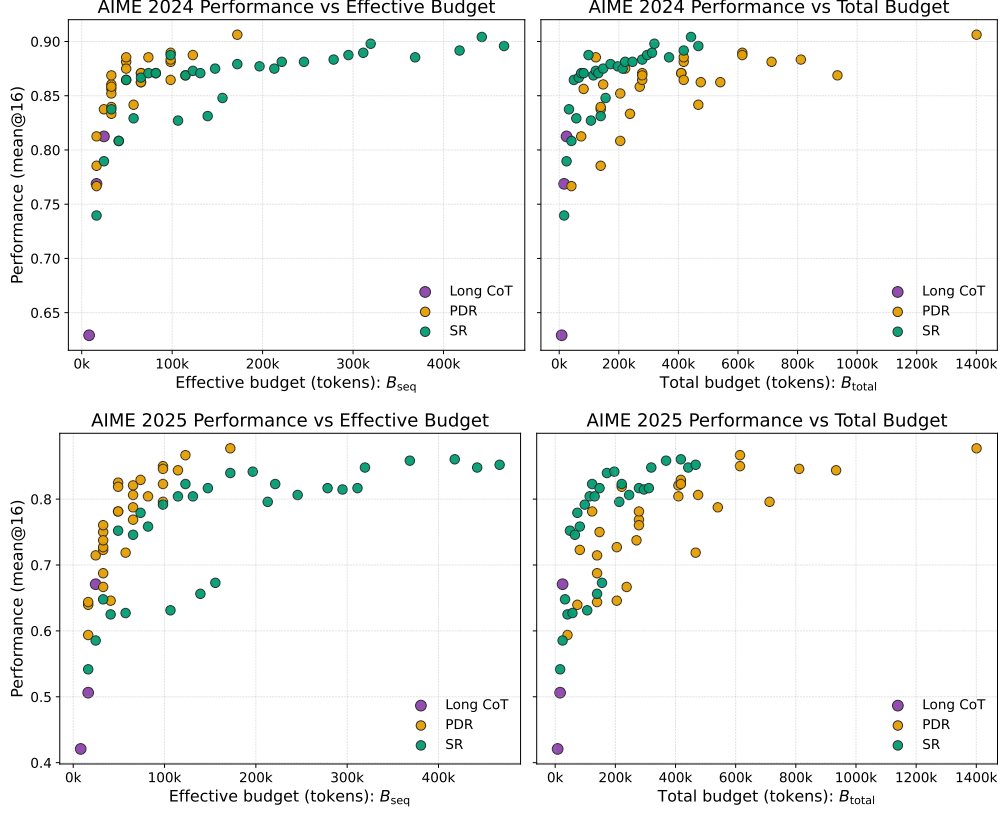 AIME 2024 Performance vs Effective Budget
AIME 2024 Performance vs Total Budget
Performance (mean@16)
0.90
0.85
0.80
0.75
0.70
0.65
Long CoT
PDR
SR
Long CoT
PDR
SR
0k 100k 200k 300k 400k
0k 200k 400k 600k 800k 1000k 1200k 1400k
Effective budget (tokens): B_seq
Total budget (tokens): B_total
AIME 2025 Performance vs Effective Budget
AIME 2025 Performance vs Total Budget
Performance (mean@16)
0.8
0.7
0.6
0.5
0.4
Long CoT
PDR
SR
Long CoT
PDR
SR
0k 100k 200k 300k 400k
0k 200k 400k 600k 800k 1000k 1200k 1400k
Effective budget (tokens): B_seq
Total budget (tokens): B_total